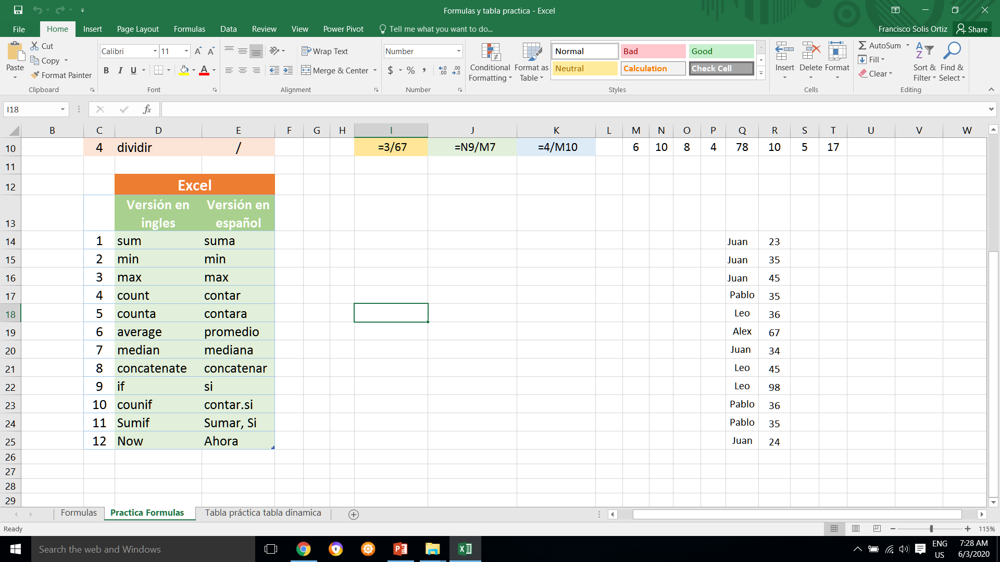 Formulas y tabla practica - Excel
File Home Insert Page Layout Formulas Data Review View Power Pivot Tell me what you want to do... Francisco Solis Ortiz Share
Paste Cut Copy Format Painter Clipboard
Calibri 11 B I U A A A Font
Wrap Text Merge & Center Alignment
Number $ % , .00 .0 Number
Conditional Formatting Format as Table
Normal Bad Good
Neutral Calculation Check Cell
Styles
Insert Delete Format Cells
AutoSum Fill Clear Sort & Filter Find & Select Editing
I18 fx
B C D E F G H I J K L M N O P Q R S T U V W
10 4 dividir / =3/67 =N9/M7 =4/M10 6 10 8 4 78 10 5 17
11
12 Excel
13 Versión en ingles Versión en español
14 1 sum suma Juan 23
15 2 min min Juan 35
16 3 max max Juan 45
17 4 count contar Pablo 35
18 5 counta contara Leo 36
19 6 average promedio Alex 67
20 7 median mediana Juan 34
21 8 concatenate concatenar Leo 45
22 9 if si Leo 98
23 10 counif contar.si Pablo 36
24 11 Sumif Sumar, Si Pablo 35
25 12 Now Ahora Juan 24
26
27
28
29
Formulas Practica Formulas Tabla práctica tabla dinamica
Ready 115%
Search the web and Windows ENG US 7:28 AM 6/3/2020